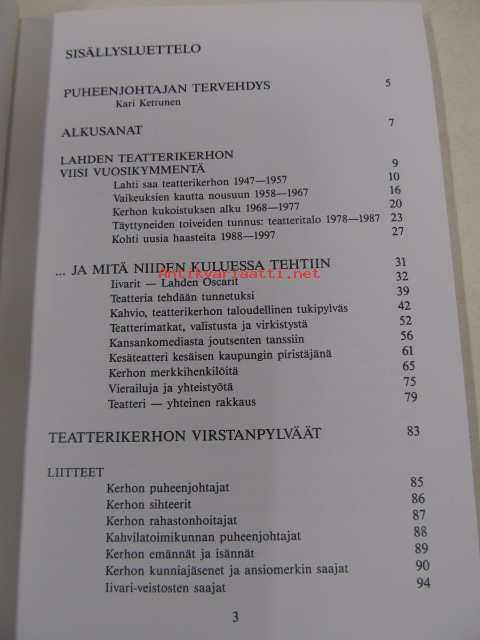 SISÄLLYSLUETTELO
PUHEENJOHTAJAN TERVEHDYS 5
Kari Kettunen
ALKUSANAT 7
LAHDEN TEATTERIKERHON
VIISI VUOSIKYMMENTÄ 9
Lahti saa teatterikerhon 1947—1957 10
Vaikeuksien kautta nousuun 1958—1967 16
Kerhon kukoistuksen alku 1968—1977 20
Täyttyneiden toiveiden tunnus: teatteritalo 1978—1987 23
Kohti uusia haasteita 1988—1997 27
... JA MITÄ NIIDEN KULUESSA TEHTIIN 31
Antikvariaatti.net
Iivarit — Lahden Oscarit 32
Teatteria tehdään tunnetuksi 39
Kahvio, teatterikerhon taloudellinen tukipylväs 42
Teatterimatkat, valistusta ja virkistystä 52
Kansankomediasta joutsenten tanssiin 56
Kesäteatteri kesäisen kaupungin piristäjänä 61
Kerhon merkkihenkilöitä 65
Vierailuja ja yhteistyötä 75
Teatteri — yhteinen rakkaus 79
TEATTERIKERHON VIRSTANPYLVÄÄT 83
LIITTEET
Kerhon puheenjohtajat 85
Kerhon sihteerit 86
Kerhon rahastonhoitajat 87
Kahvilatoimikunnan puheenjohtajat 88
Kerhon emännät ja isännät 89
Kerhon kunniajäsenet ja ansiomerkin saajat 90
Iivari-veistosten saajat 94
3